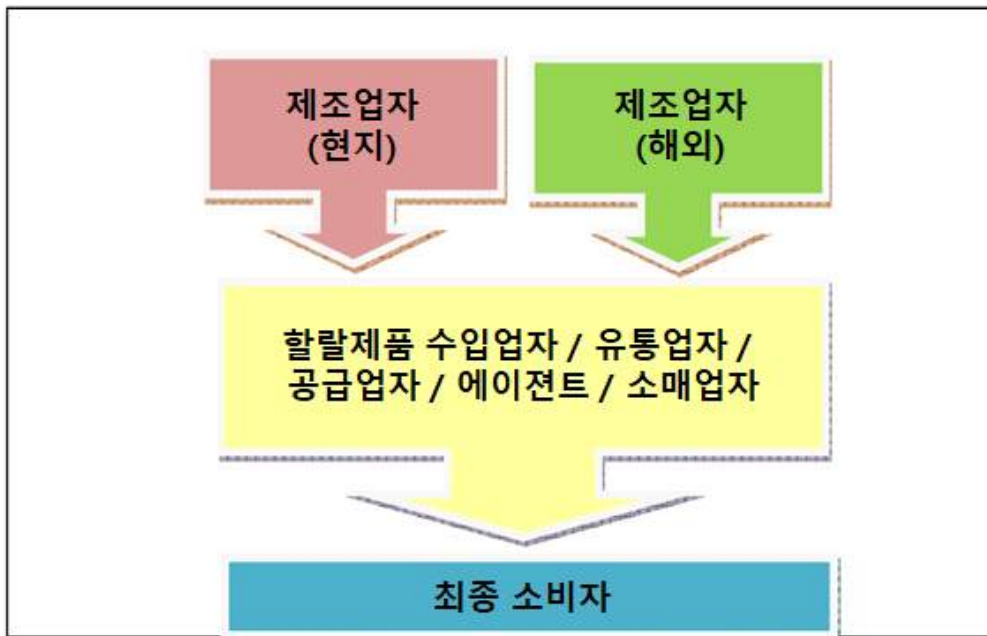 제조업자
(현지)
제조업자
(해외)
할랄제품 수입업자 / 유통업자 /
공급업자 / 에이젼트 / 소매업자
최종 소비자